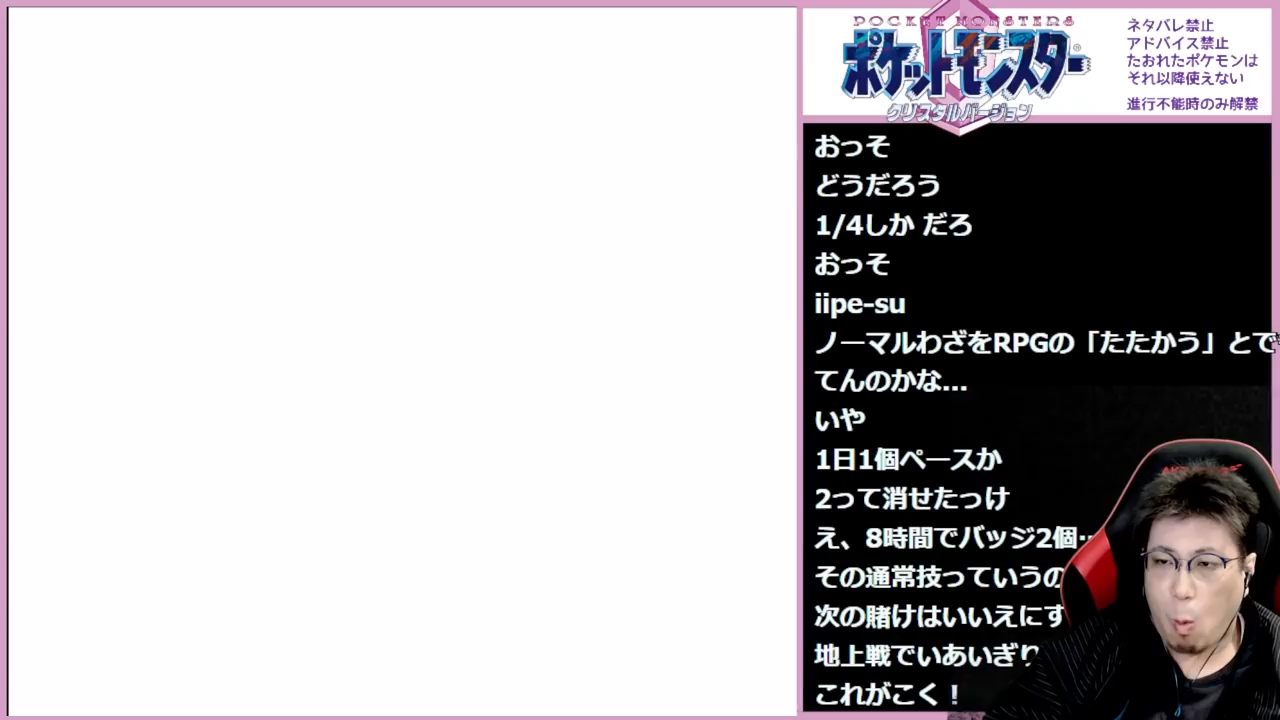 POCKET MONSTERS
ポケットモンスター
クリスタルバージョン
ネタバレ禁止
アドバイス禁止
たおれたポケモンは
それ以降使えない
進行不能時のみ解禁
おっそ
どうだろう
1/4しか だろ
おっそ
iipe-su
ノーマルわざをRPGの「たたかう」とで
てんのかな...
いや
1日1個ペースか
2って消せたっけ
え、8時間でバッジ2個…
その通常技っていうの
次の賭けはいいえにす
地上戦でいあいぎり
これがこく！